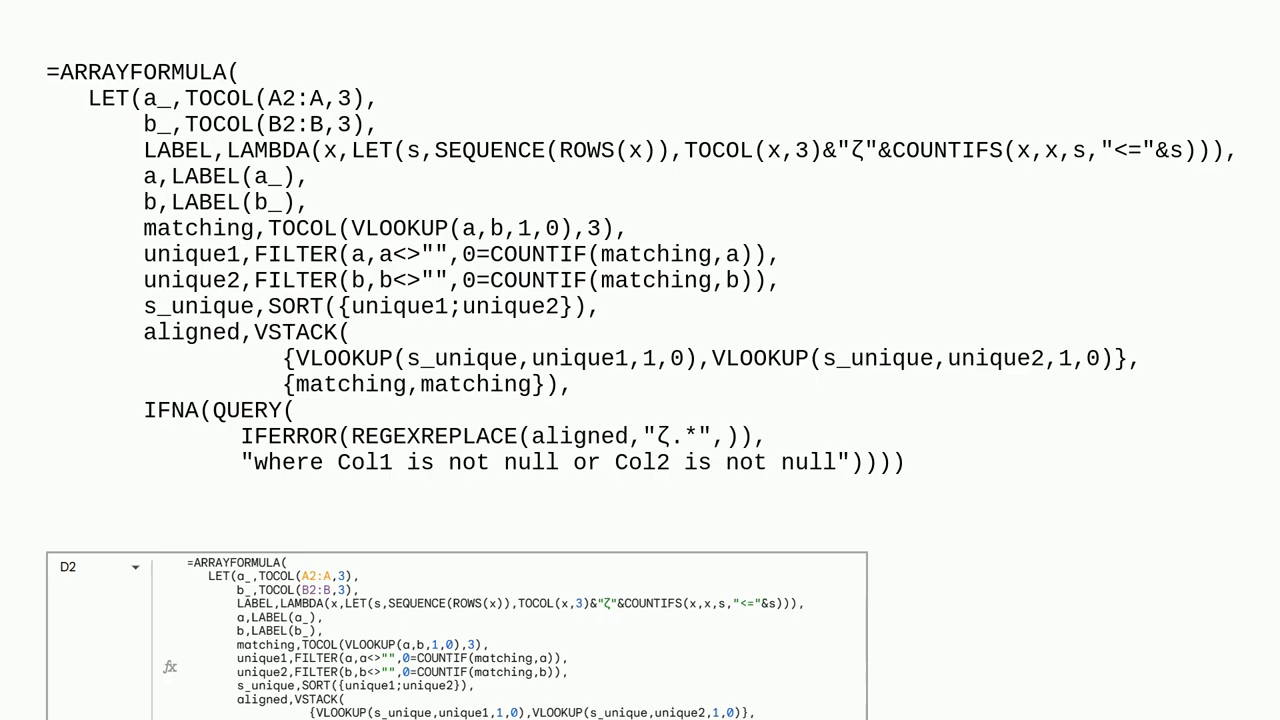 =ARRAYFORMULA(
LET(a_,TOCOL(A2:A,3),
b_,TOCOL(B2:B,3),
LABEL,LAMBDA(x,LET(s,SEQUENCE(ROWS(x)),TOCOL(x,3)&"ζ"&COUNTIFS(x,x,s,"<="&s))),
a,LABEL(a_),
b,LABEL(b_),
matching,TOCOL(VLOOKUP(a,b,1,0),3),
unique1,FILTER(a,a<>"",0=COUNTIF(matching,a)),
unique2,FILTER(b,b<>"",0=COUNTIF(matching,b)),
s_unique,SORT({unique1;unique2}),
aligned,VSTACK(
{VLOOKUP(s_unique,unique1,1,0),VLOOKUP(s_unique,unique2,1,0)},
{matching,matching}),
IFNA(QUERY(
IFERROR(REGEXREPLACE(aligned,"ζ.*",)),
"where Col1 is not null or Col2 is not null"))))
D2
fx
=ARRAYFORMULA(
LET(a_,TOCOL(A2:A,3),
b_,TOCOL(B2:B,3),
LABEL,LAMBDA(x,LET(s,SEQUENCE(ROWS(x)),TOCOL(x,3)&"ζ"&COUNTIFS(x,x,s,"<="&s))),
a,LABEL(a_),
b,LABEL(b_),
matching,TOCOL(VLOOKUP(a,b,1,0),3),
unique1,FILTER(a,a<>"",0=COUNTIF(matching,a)),
unique2,FILTER(b,b<>"",0=COUNTIF(matching,b)),
s_unique,SORT({unique1;unique2}),
aligned,VSTACK(
{VLOOKUP(s_unique,unique1,1,0),VLOOKUP(s_unique,unique2,1,0)},